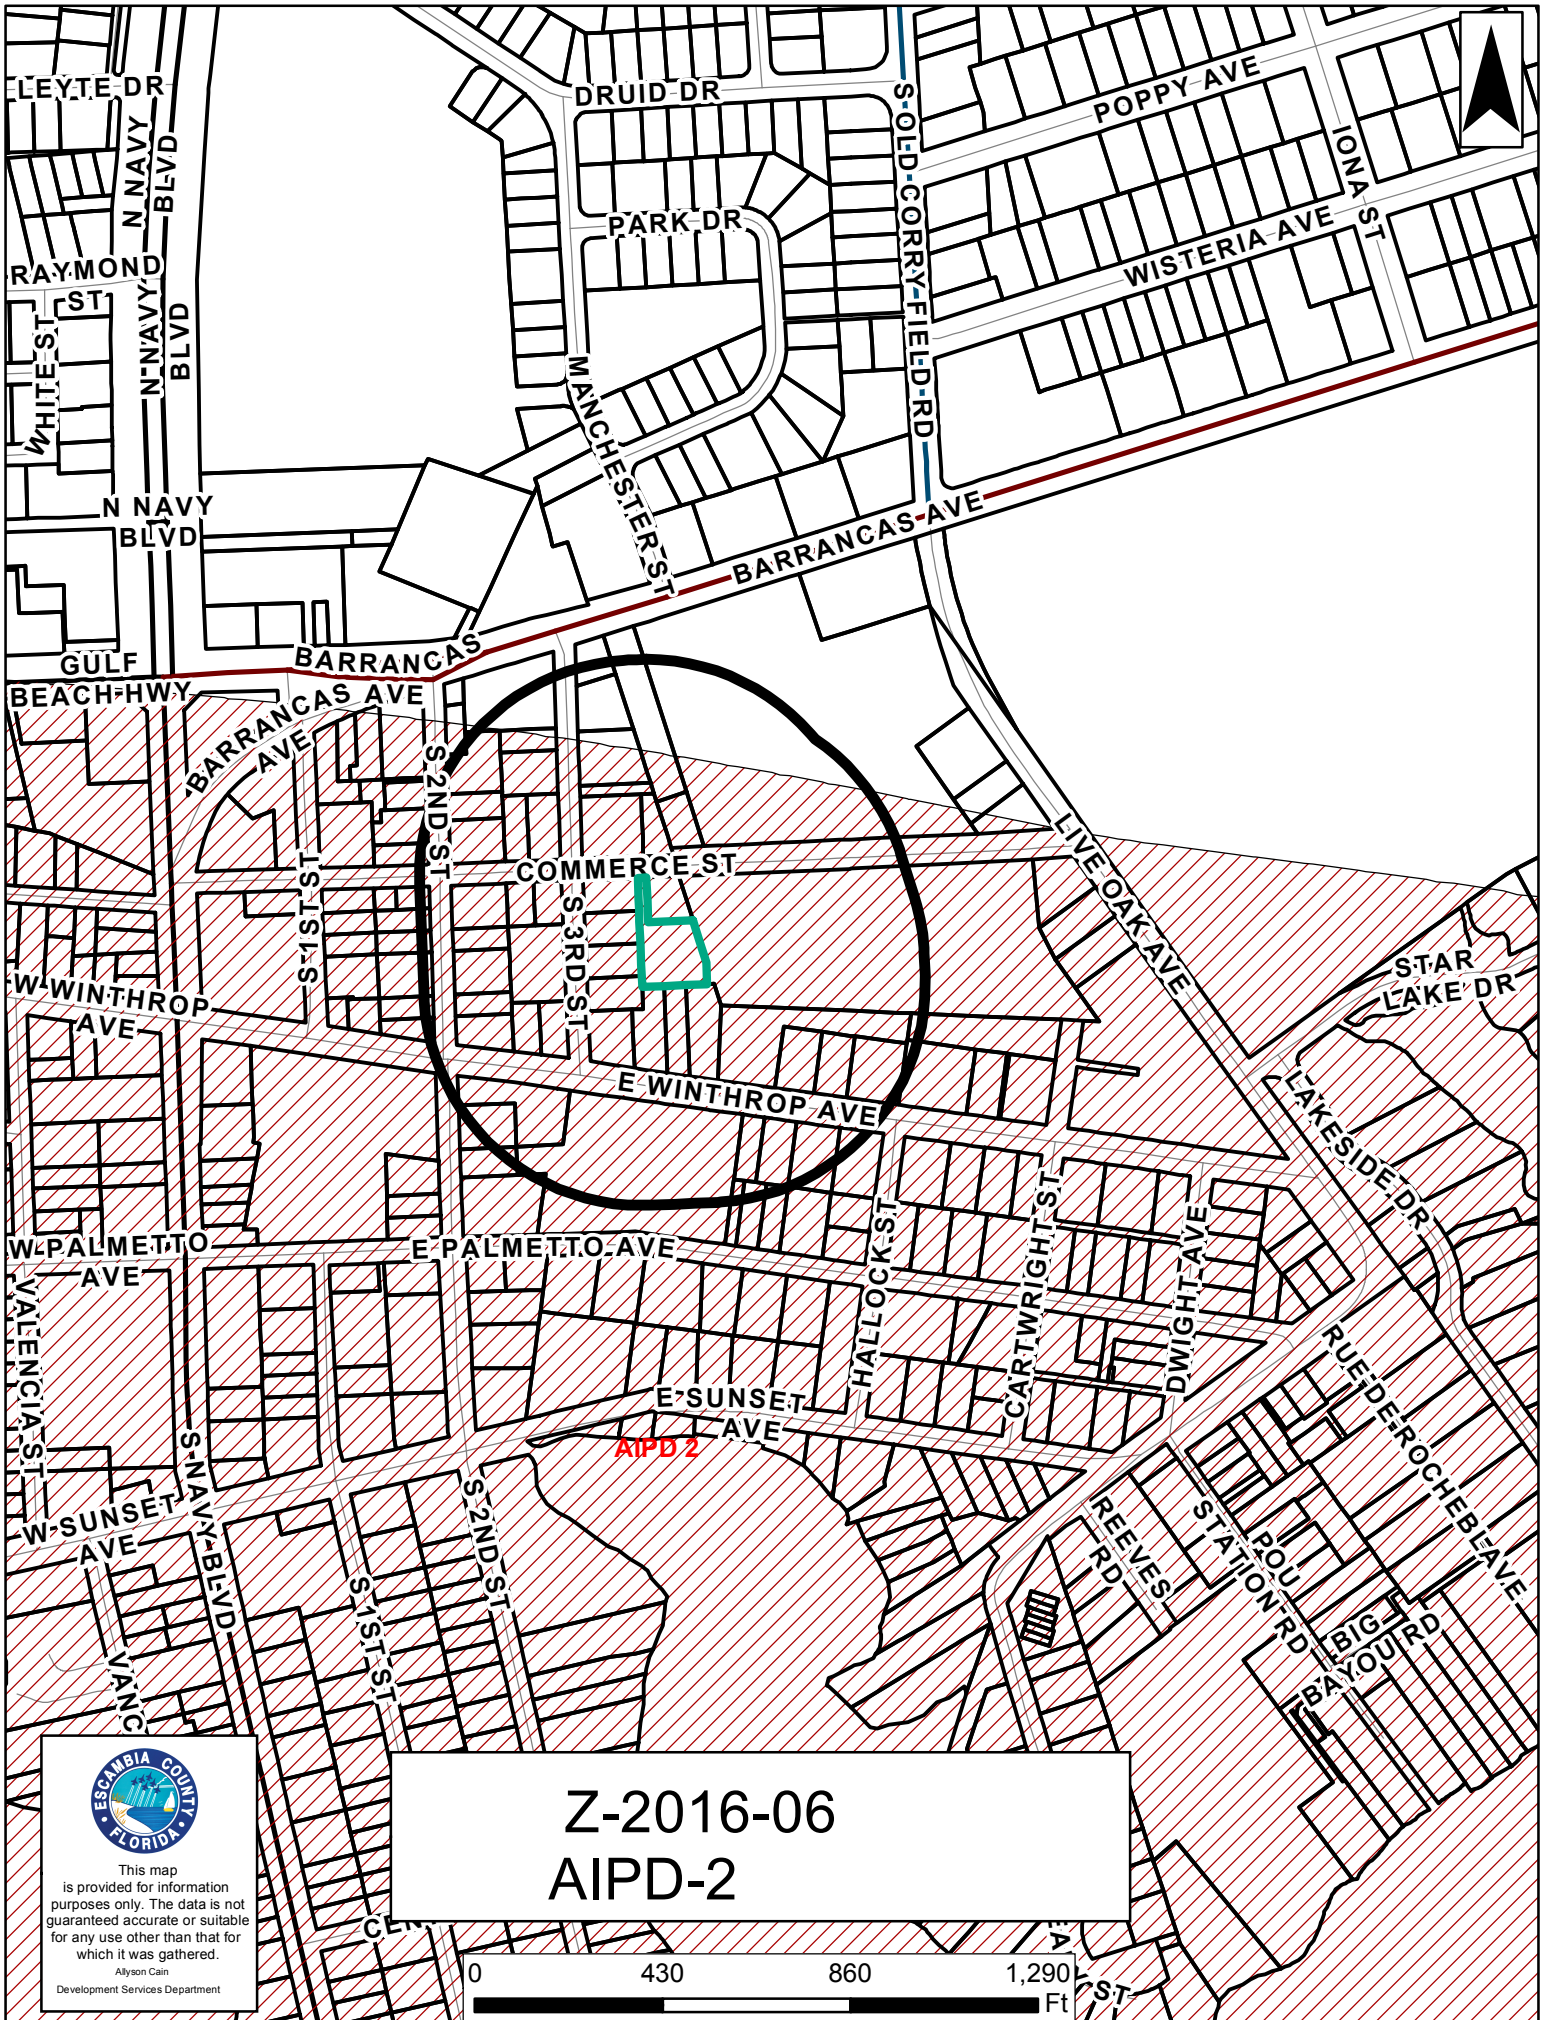 LEYTE DR
N NAVY
BLVD
DRUID DR
S OLD CORRY FIELD RD
POPPY AVE
IONA ST
PARK DR
WISTERIA AVE
RAYMOND
ST
N NAVY
BLVD
WHITE ST
MANCHESTER ST
N NAVY
BLVD
BARRANCAS AVE
GULF
BEACH HWY
BARRANCAS
AVE
BARRANCAS
AVE
S 2ND ST
COMMERCE ST
LIVE OAK AVE
S 1ST ST
S 3RD ST
STAR
LAKE DR
W WINTHROP
AVE
E WINTHROP AVE
LAKESIDE DR
W PALMETTO
AVE
E PALMETTO AVE
HALLOCK ST
CARTWRIGHT ST
DWIGHT AVE
VALENCIA ST
RUE DE ROCHEBLAVE
E SUNSET
AVE
AIPD 2
S NAVY BLVD
W SUNSET
AVE
S 2ND ST
S 1ST ST
REEVES
RD
POU
STATION RD
BIG
BAYOU RD
VANC
ESCAMBIA COUNTY
FLORIDA
This map
is provided for information
purposes only. The data is not
guaranteed accurate or suitable
for any use other than that for
which it was gathered.
Allyson Cain
Development Services Department
Z-2016-06
AIPD-2
CEN
ST
0 430 860 1,290
Ft